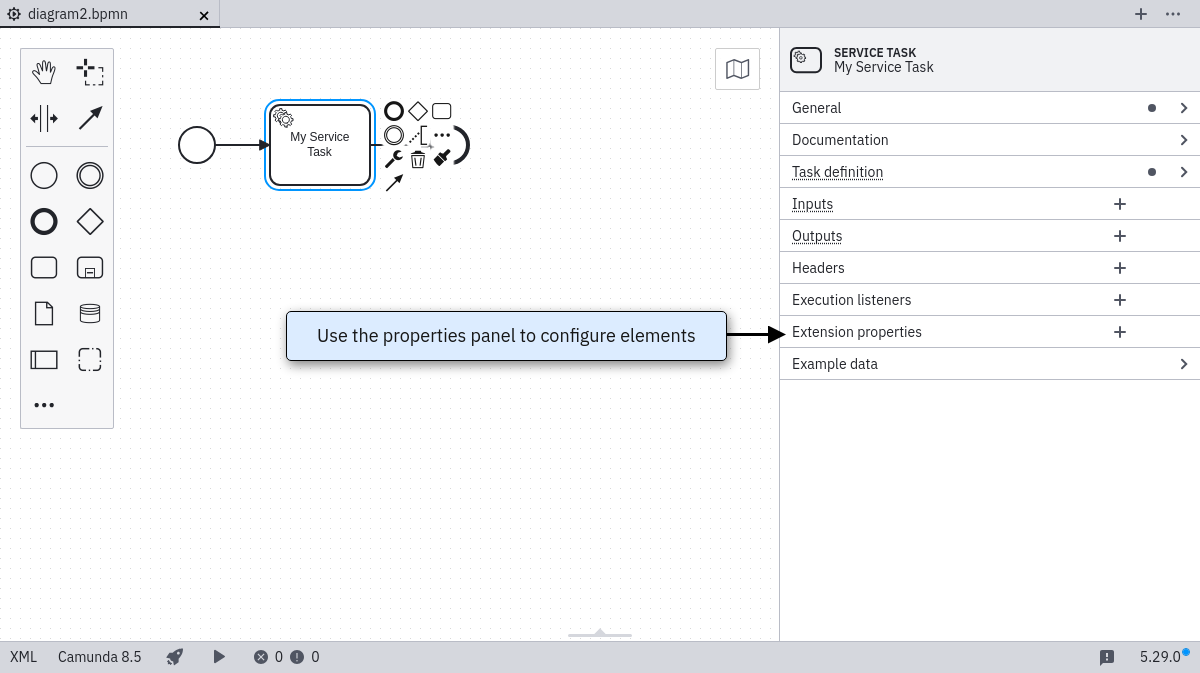 diagram2.bpmn
SERVICE TASK
My Service Task
My Service
Task
General
Documentation
Task definition
Inputs
Outputs
Headers
Execution listeners
Use the properties panel to configure elements
Extension properties
Example data
XML
Camunda 8.5
0
0
5.29.0